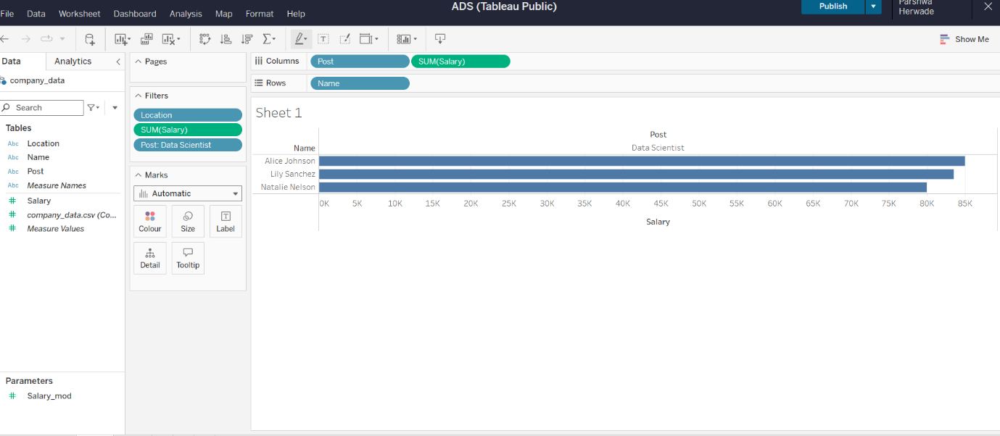 ADS (Tableau Public)
Publish
Parshwa
Herwade
File Data Worksheet Dashboard Analysis Map Format Help
Show Me
Data Analytics
company_data
Search
Tables
Abc Location
Abc Name
Abc Post
Abc Measure Names
# Salary
# company_data.csv (Co...
# Measure Values
Parameters
# Salary_mod
Pages
Filters
Location
SUM(Salary)
Post: Data Scientist
Marks
Automatic
Colour Size Label
Detail Tooltip
Columns Post SUM(Salary)
Rows Name
Sheet 1
Post
Name Data Scientist
Alice Johnson
Lily Sanchez
Natalie Nelson
0K 5K 10K 15K 20K 25K 30K 35K 40K 45K 50K 55K 60K 65K 70K 75K 80K 85K
Salary